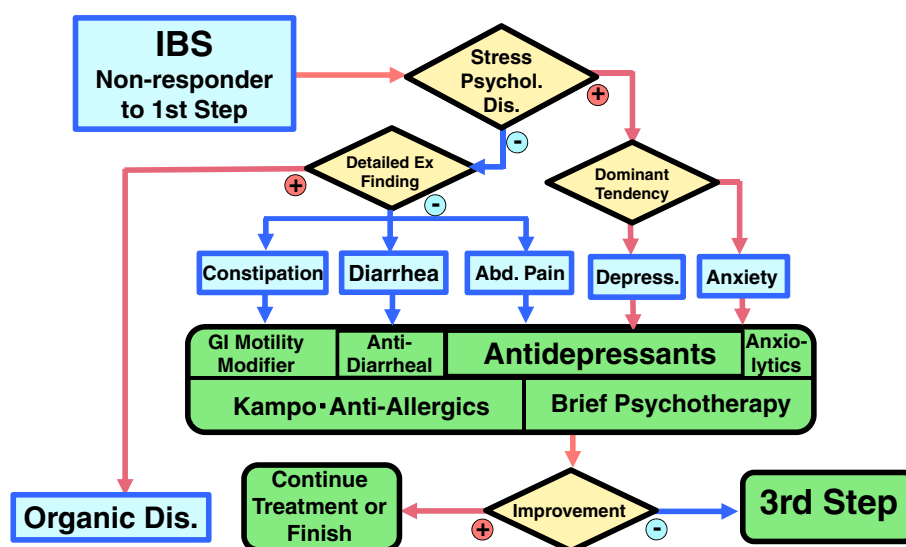 IBS
Non-responder
to 1st Step
Stress
Psychol.
Dis.
+
-
Detailed Ex
Finding
+
-
Dominant
Tendency
Constipation
Diarrhea
Abd. Pain
Depress.
Anxiety
GI Motility
Modifier
Anti-
Diarrheal
Antidepressants
Anxio-
lytics
Kampo・Anti-Allergics
Brief Psychotherapy
Organic Dis.
Continue
Treatment or
Finish
+
Improvement
-
3rd Step